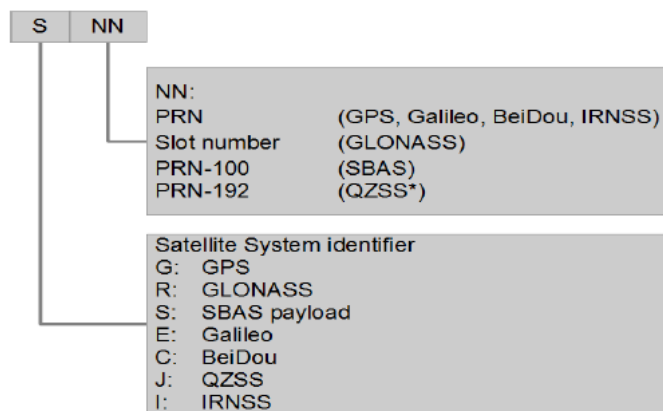 S NN
NN:
PRN (GPS, Galileo, BeiDou, IRNSS)
Slot number (GLONASS)
PRN-100 (SBAS)
PRN-192 (QZSS*)
Satellite System identifier
G: GPS
R: GLONASS
S: SBAS payload
E: Galileo
C: BeiDou
J: QZSS
I: IRNSS